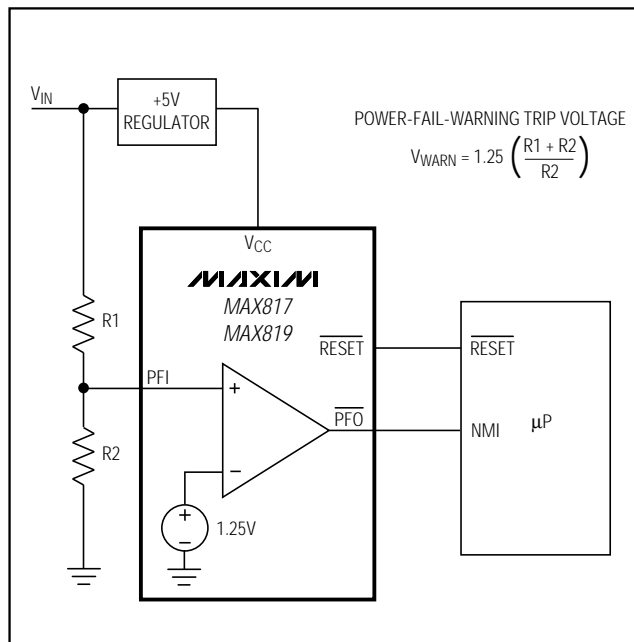 V_IN
+5V
REGULATOR
POWER-FAIL-WARNING TRIP VOLTAGE
V_WARN = 1.25 (R1 + R2 / R2)
V_CC
MAXIM
MAX817
MAX819
R1
RESET
RESET
PFI
+
PFO
NMI
µP
R2
−
+
−
1.25V